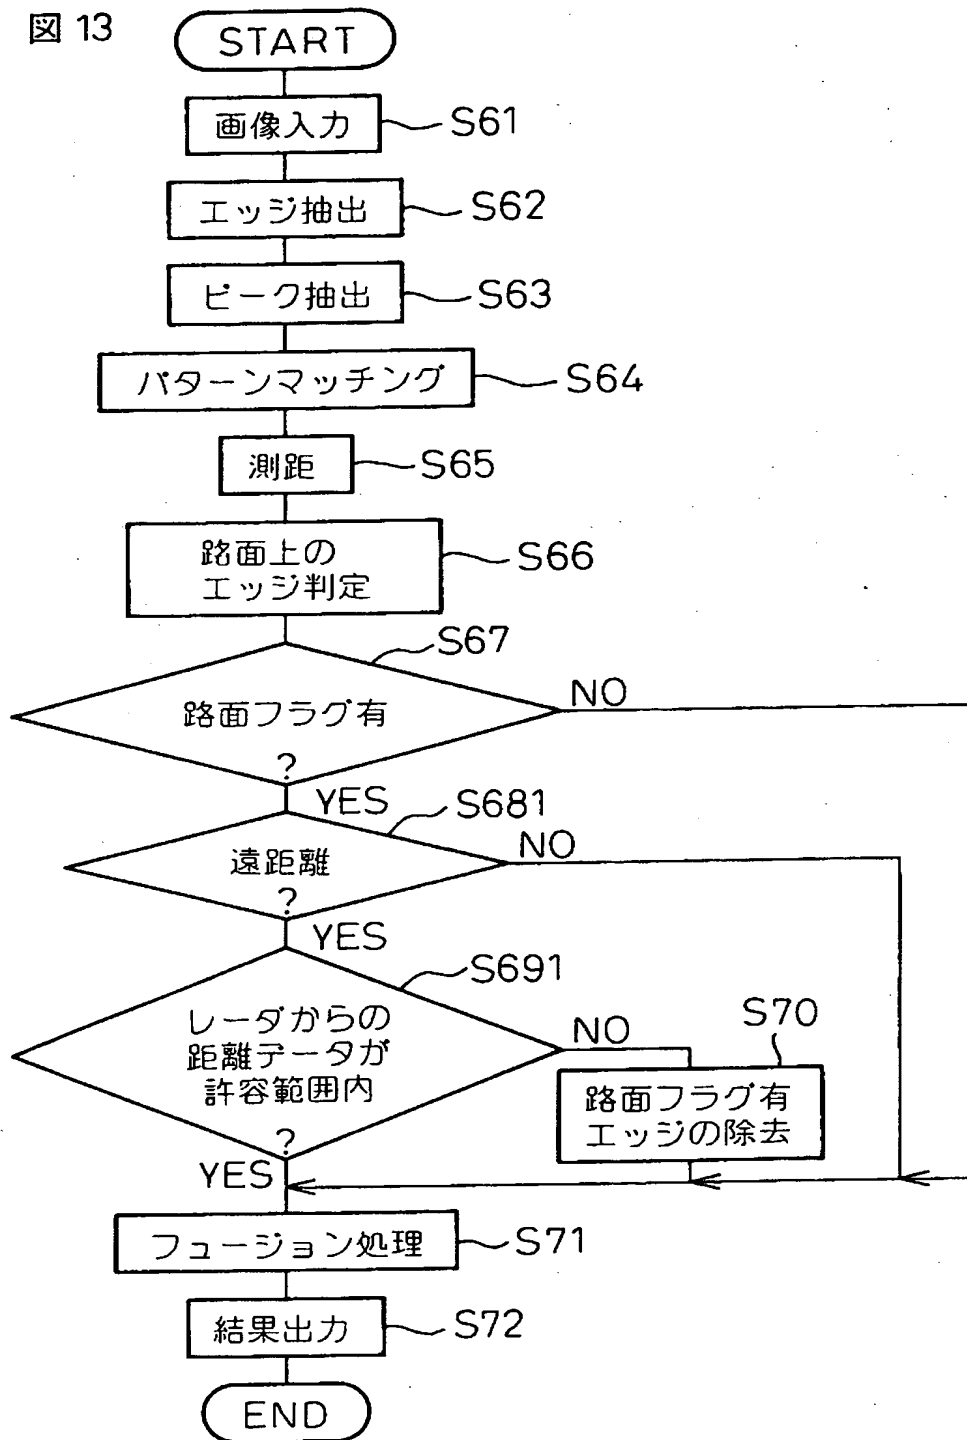 図 13
START
画像入力
S61
エッジ抽出
S62
ピーク抽出
S63
パターンマッチング
S64
測距
S65
路面上の
エッジ判定
S66
S67
路面フラグ有
?
NO
YES
S681
遠距離
?
NO
YES
S691
レーダからの
距離データが
許容範囲内
?
NO
S70
路面フラグ有
エッジの除去
YES
フュージョン処理
S71
結果出力
S72
END